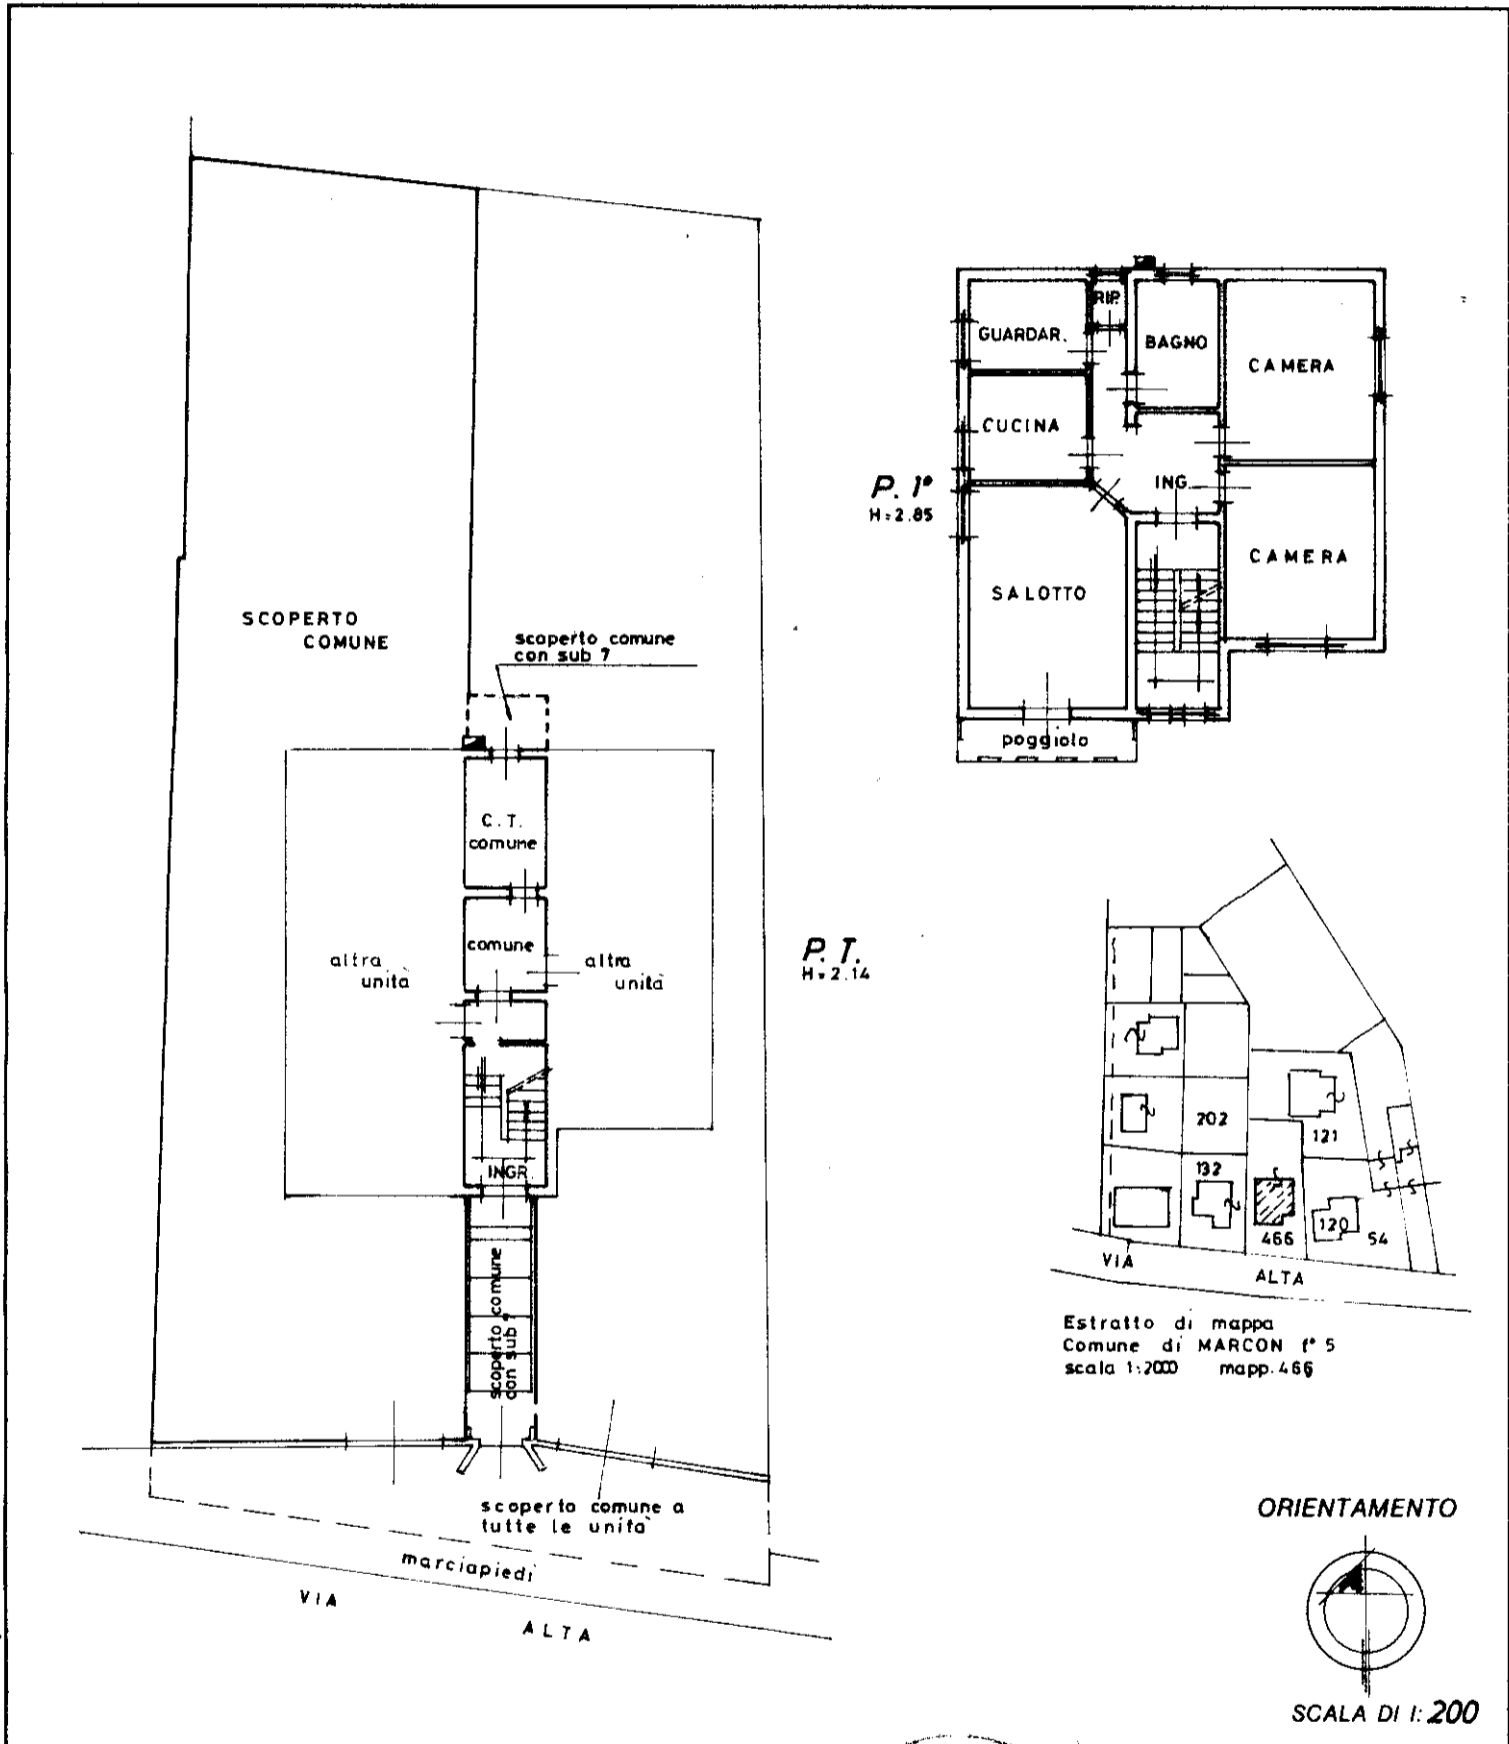 SCOPERTO
COMUNE
scoperto comune
con sub 7
C.T.
comune
comune
altra
unità
altra
unità
INGR.
scoperto comune
con sub
P. T.
H=2.14
scoperto comune a
tutte le unità
marciapiedi
VIA
ALTA
RIP.
GUARDAR.
BAGNO
CAMERA
CUCINA
P. 1°
H=2.85
ING.
CAMERA
SALOTTO
poggiolo
202
121
132
466
120
54
VIA
ALTA
Estratto di mappa
Comune di MARCON f° 5
scala 1:2000 mapp. 466
ORIENTAMENTO
SCALA DI 1:200